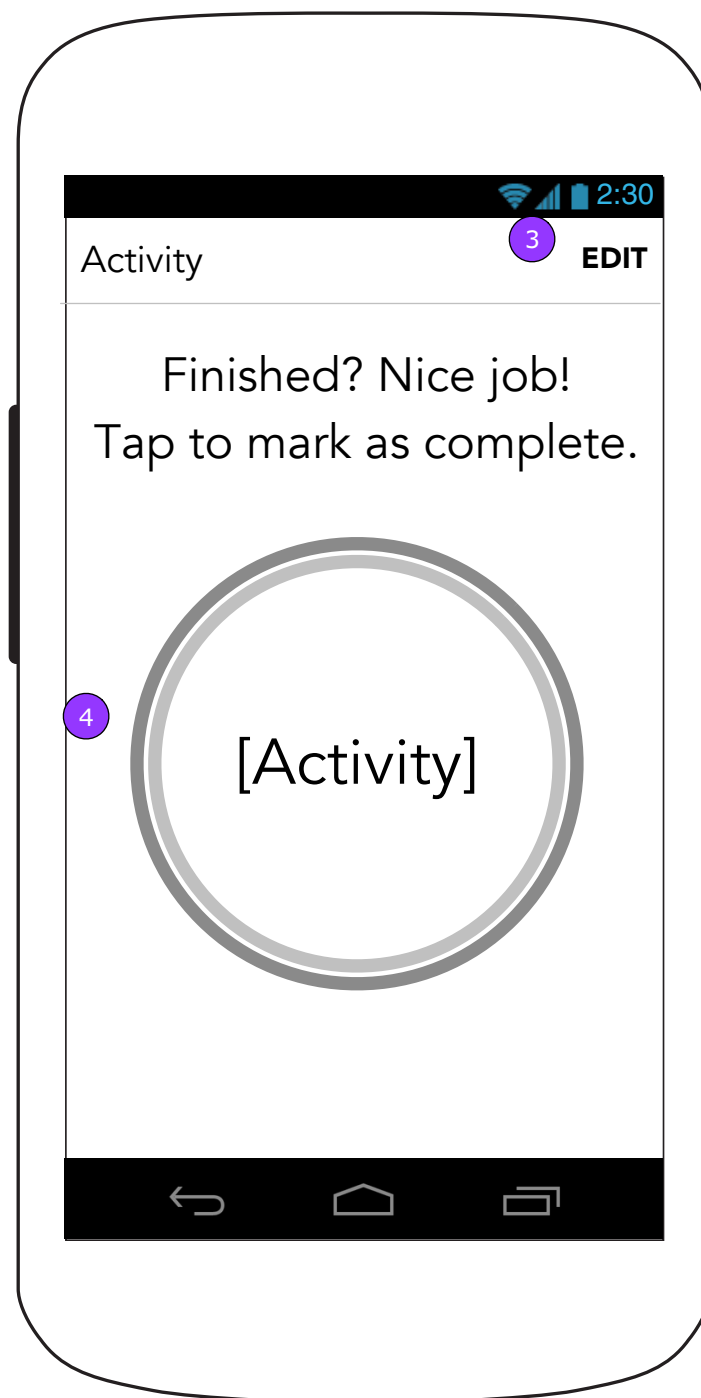 2:30
3
Activity EDIT
Finished? Nice job!
Tap to mark as complete.
4
[Activity]